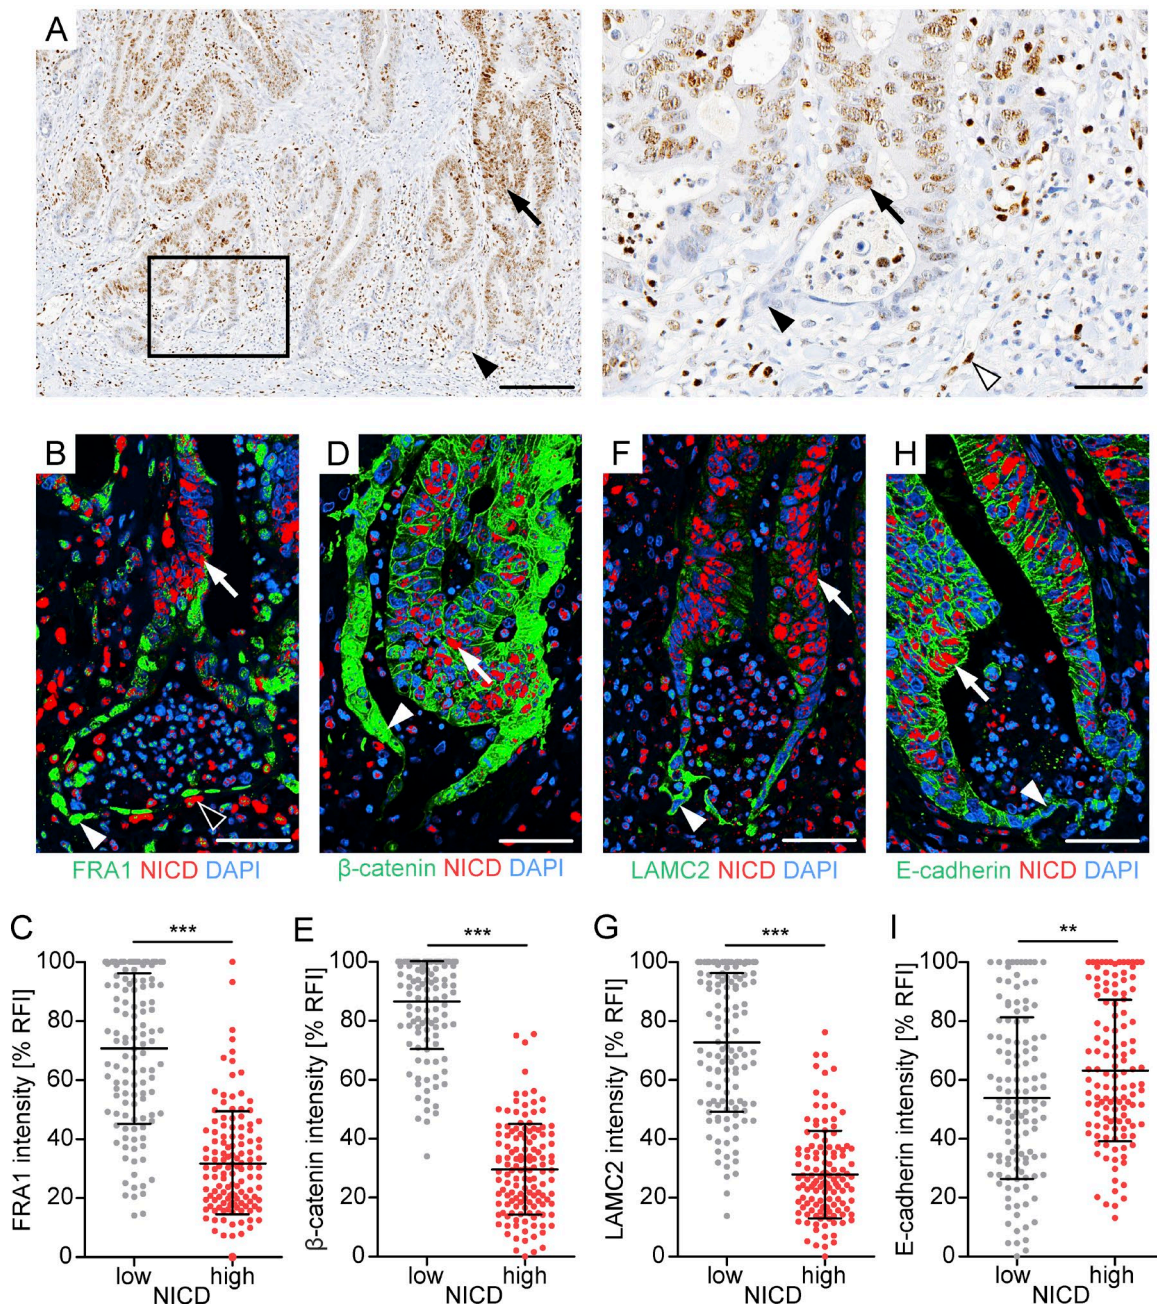 A
B
D
F
H
FRA1 NICD DAPI
β-catenin NICD DAPI
LAMC2 NICD DAPI
E-cadherin NICD DAPI
C
***
FRA1 intensity [% RFI]
100
80
60
40
20
0
low high
NICD
E
***
β-catenin intensity [% RFI]
100
80
60
40
20
0
low high
NICD
G
***
LAMC2 intensity [% RFI]
100
80
60
40
20
0
low high
NICD
I
**
E-cadherin intensity [% RFI]
100
80
60
40
20
0
low high
NICD